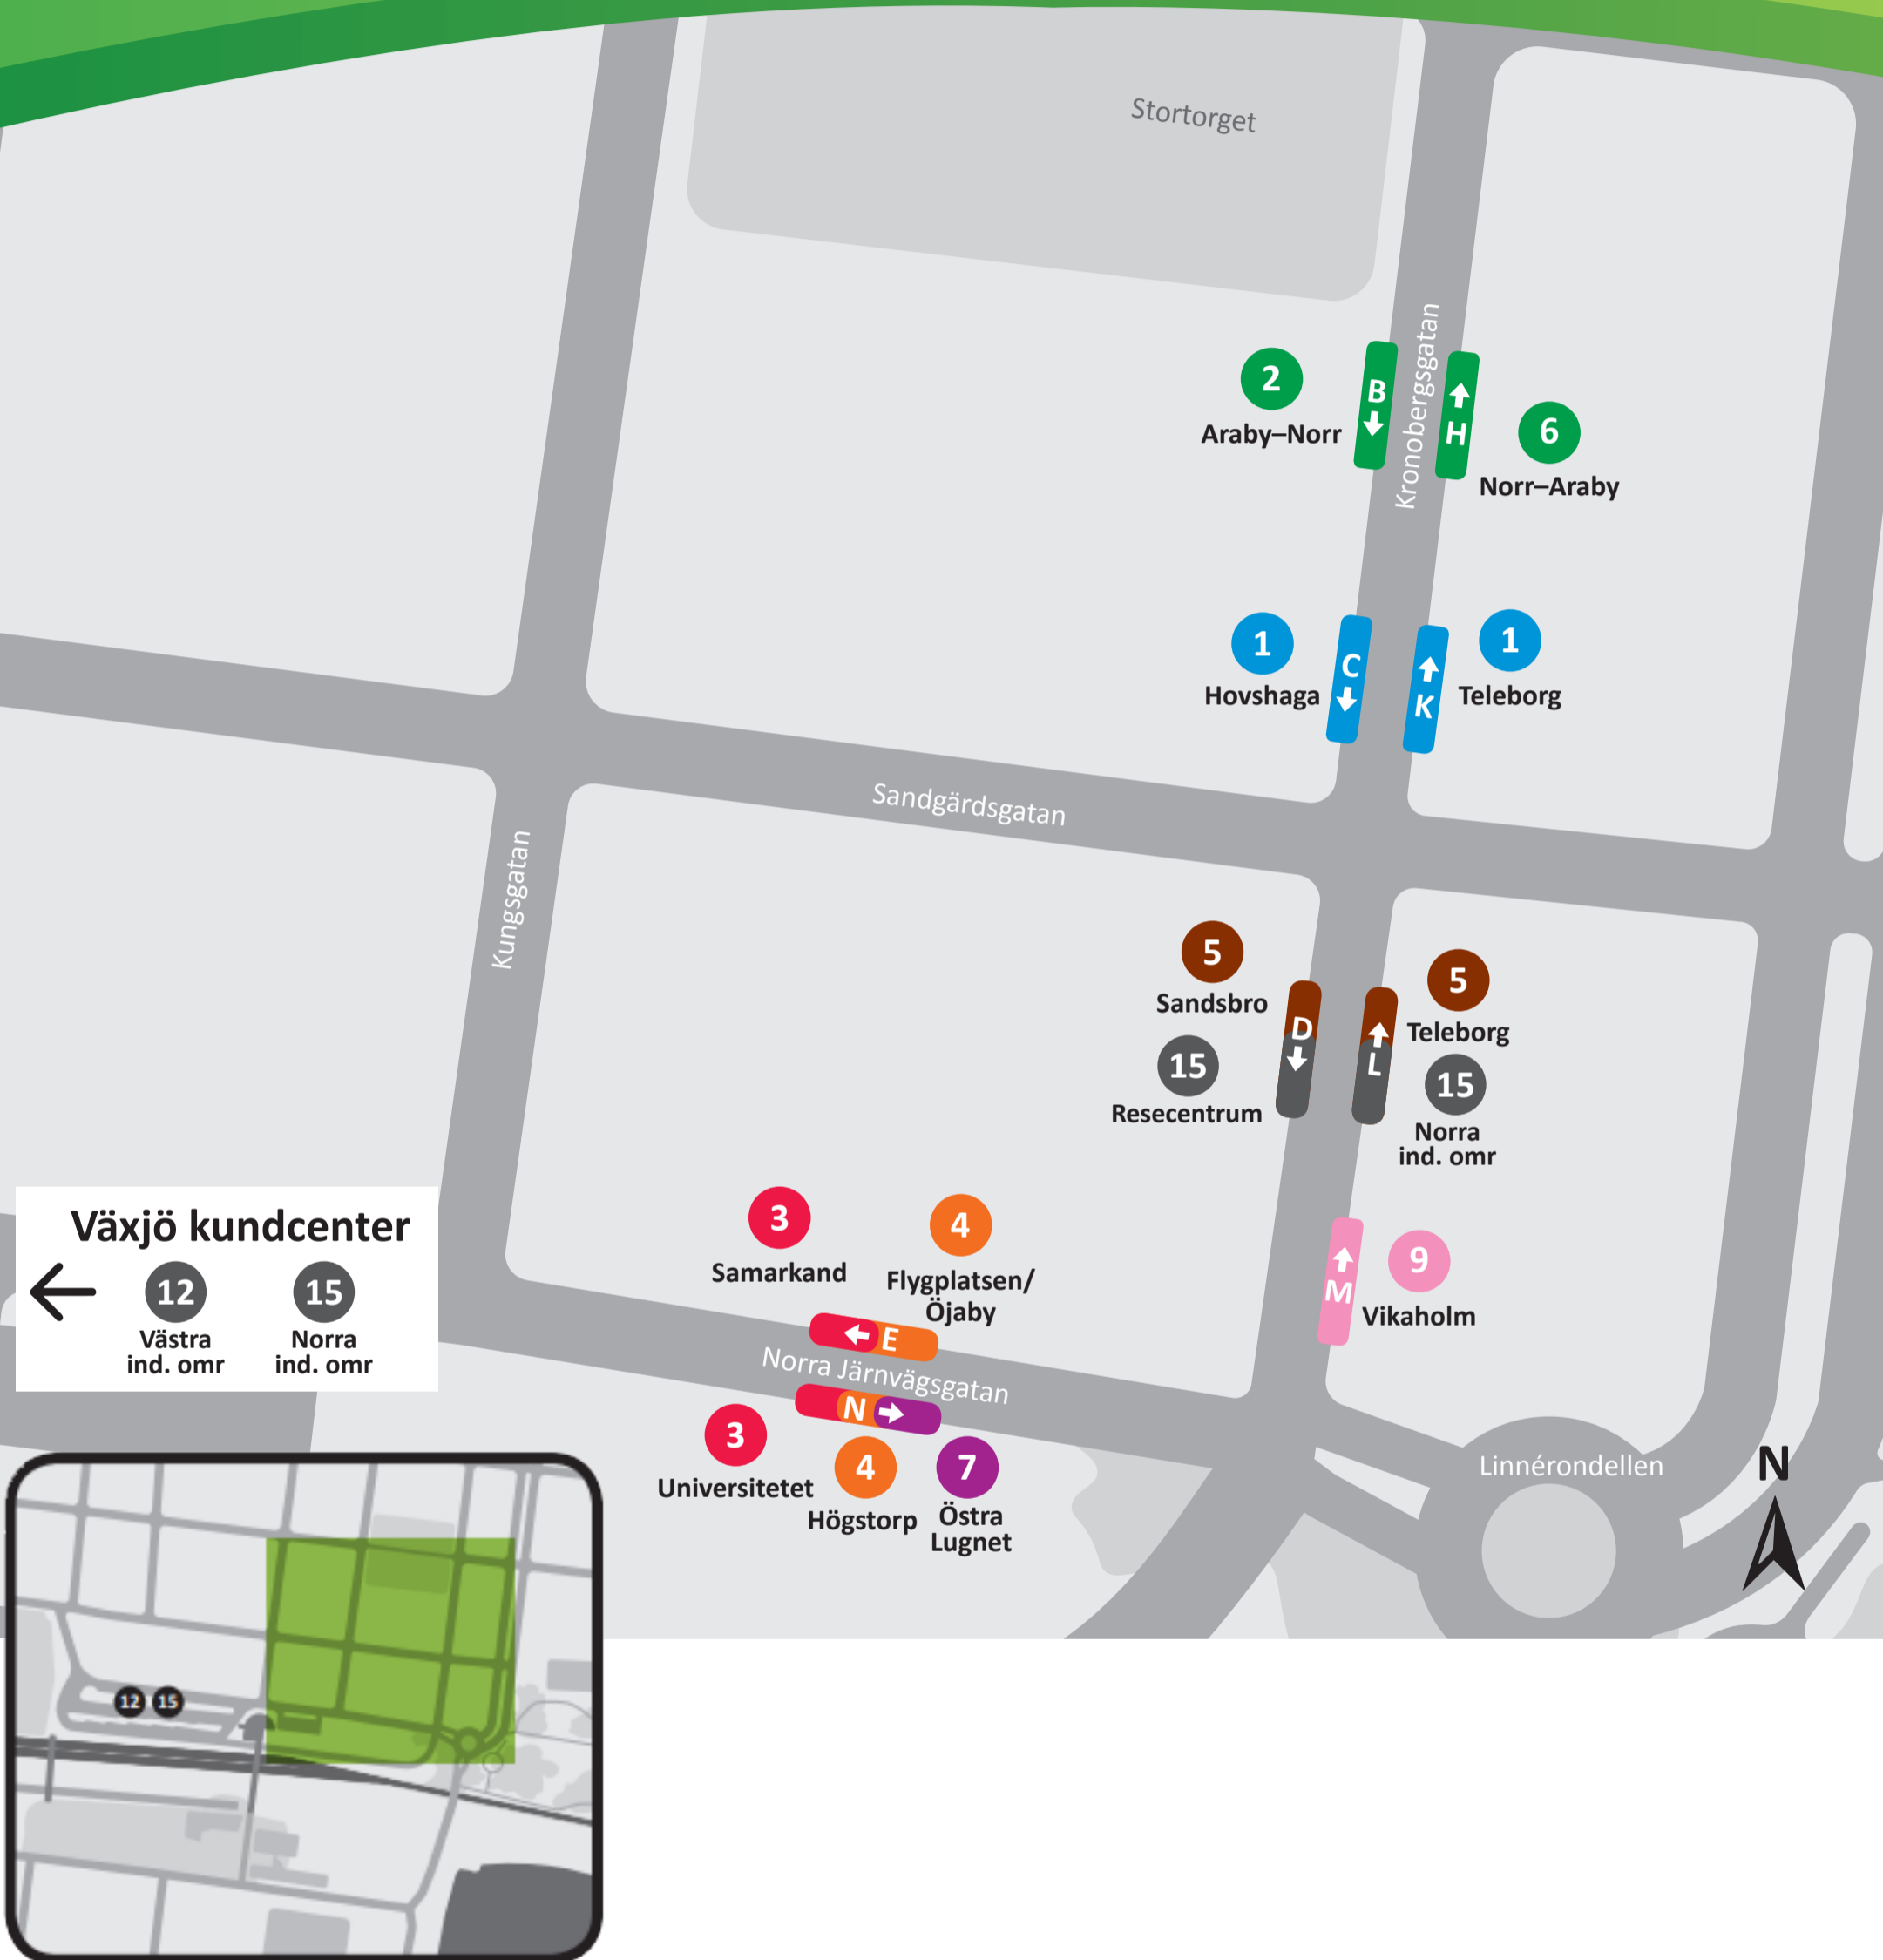 Stortorget
Kronobergsgatan
2
Araby–Norr
B
H
6
Norr–Araby
1
Hovshaga
C
K
1
Teleborg
Sandgärdsgatan
Kungsgatan
5
Sandsbro
15
Resecentrum
D
L
5
Teleborg
15
Norra
ind. omr
3
Samarkand
4
Flygplatsen/
Öjaby
E
M
9
Vikaholm
Norra Järnvägsgatan
N
3
Universitetet
4
Högstorp
7
Östra
Lugnet
Linnérondellen
N
Växjö kundcenter
12
Västra
ind. omr
15
Norra
ind. omr
12
15